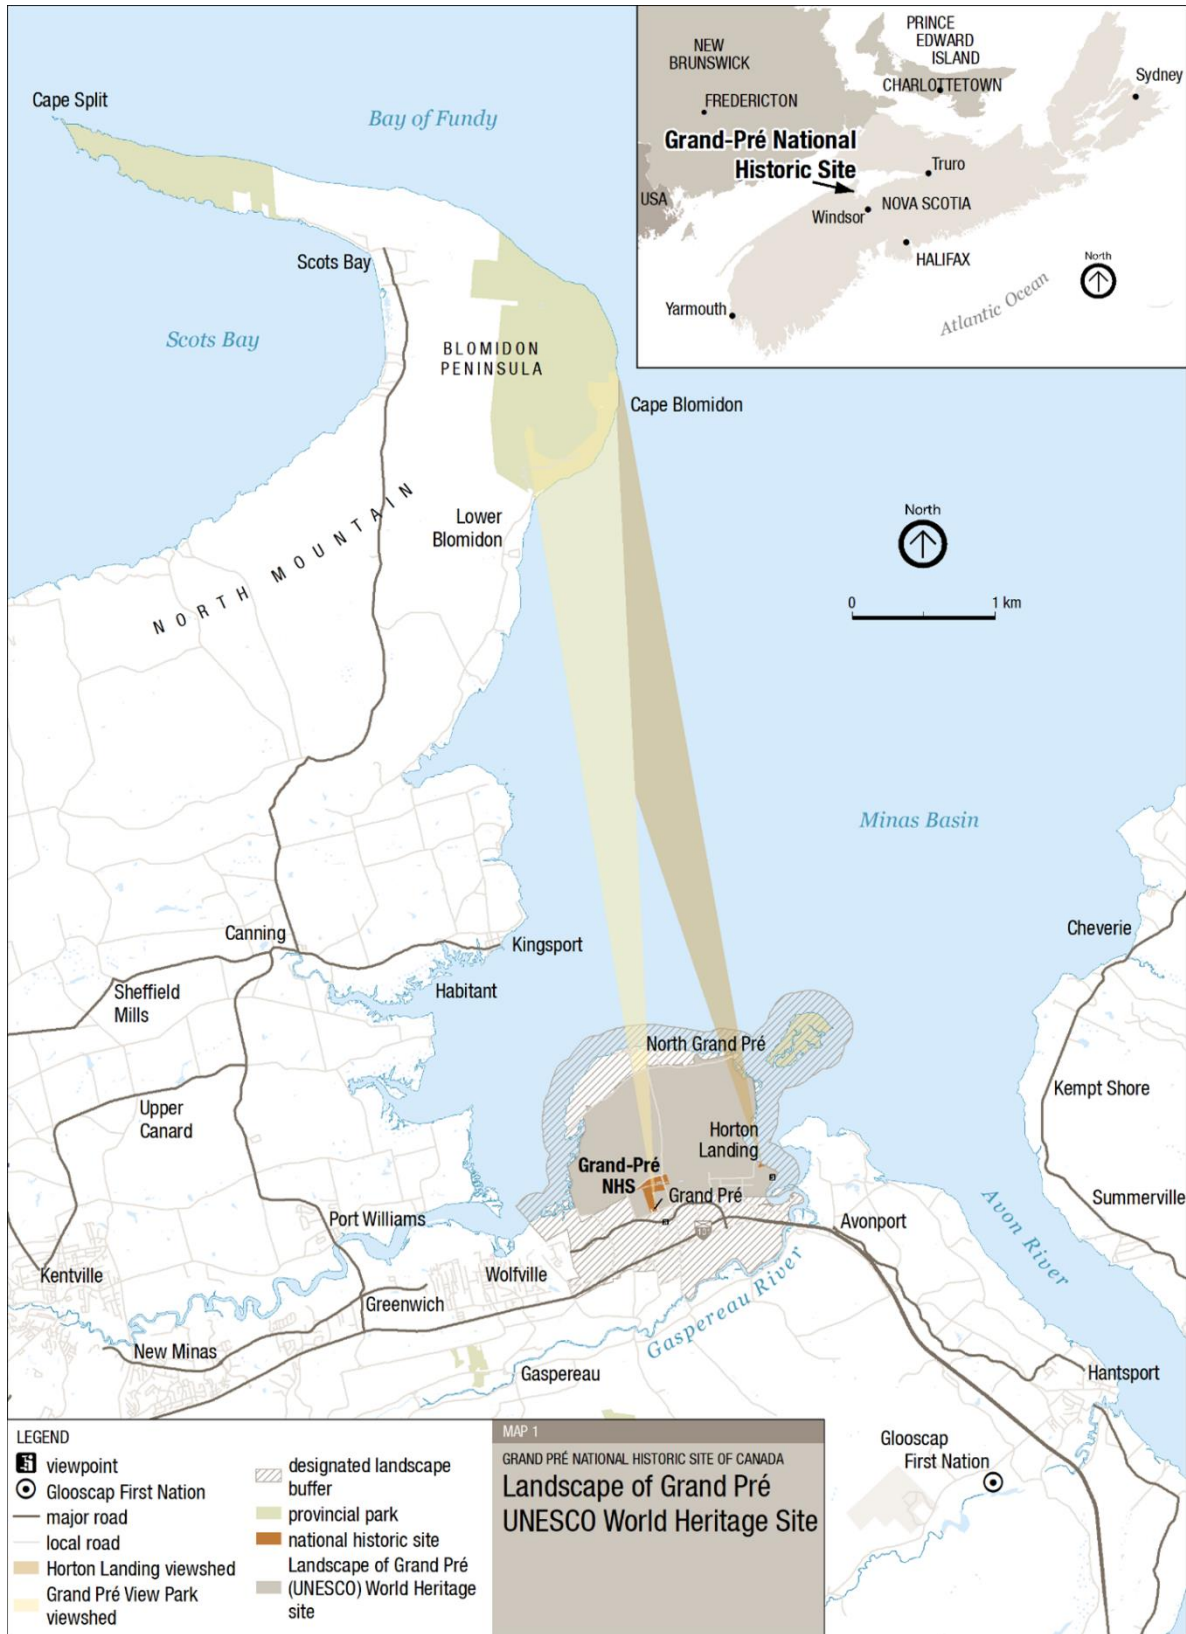 Cape Split
Bay of Fundy
Scots Bay
Scots Bay
BLOMIDON
PENINSULA
Cape Blomidon
NORTH MOUNTAIN
Lower
Blomidon
North
0 1 km
Minas Basin
Canning
Kingsport
Cheverie
Sheffield
Mills
Habitant
North Grand Pré
Kempt Shore
Upper
Canard
Horton
Landing
Grand-Pré
NHS
Grand Pré
Summerville
Port Williams
Avonport
Avon River
Kentville
Wolfville
Greenwich
Gaspereau River
New Minas
Gaspereau
Hantsport
Glooscap
First Nation
PRINCE
EDWARD
ISLAND
NEW
BRUNSWICK
Sydney
CHARLOTTETOWN
FREDERICTON
Grand-Pré National
Historic Site
Truro
USA
NOVA SCOTIA
Windsor
HALIFAX
North
Yarmouth
Atlantic Ocean
LEGEND
viewpoint
Glooscap First Nation
major road
local road
Horton Landing viewshed
Grand Pré View Park
viewshed
designated landscape
buffer
provincial park
national historic site
Landscape of Grand Pré
(UNESCO) World Heritage
site
MAP 1
GRAND PRÉ NATIONAL HISTORIC SITE OF CANADA
Landscape of Grand Pré
UNESCO World Heritage Site